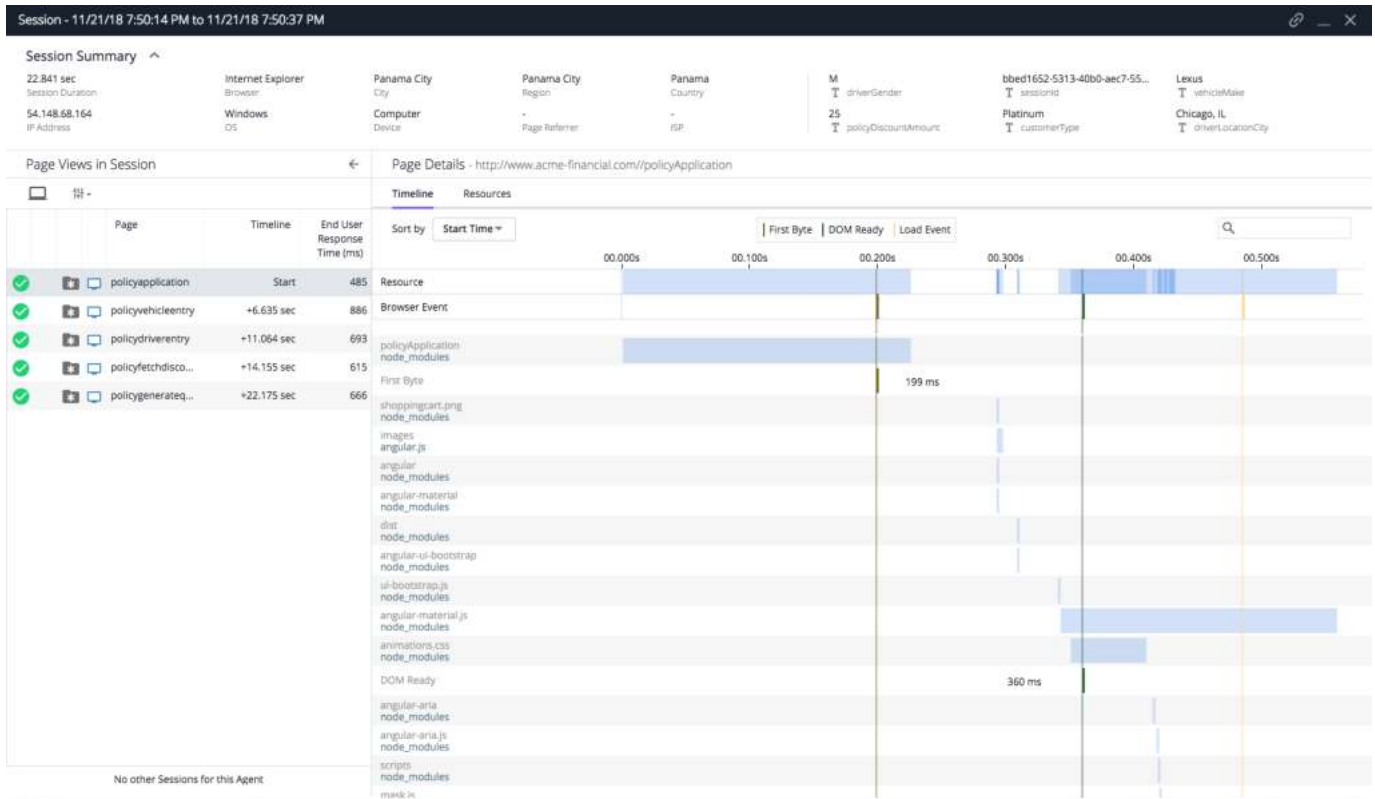 Session - 11/21/18 7:50:14 PM to 11/21/18 7:50:37 PM
Session Summary
22.841 sec
Session Duration
Internet Explorer
Browser
Panama City
City
Panama City
Region
Panama
Country
M
driverGender
bbed1652-5313-40b0-aec7-55...
sessionId
Lexus
vehicleMake
54.148.68.164
IP Address
Windows
OS
Computer
Device
-
Page Referrer
-
ISP
25
policyDiscountAmount
Platinum
customerType
Chicago, IL
driverLocationCity
Page Views in Session
Page Details - http://www.acme-financial.com//policyApplication
Timeline Resources
Page Timeline End User Response Time (ms)
policyapplication Start 485
policyvehicleentry +6.635 sec 886
policydriverentry +11.064 sec 693
policyfetchdisco... +14.155 sec 615
policygenerateq... +22.175 sec 666
No other Sessions for this Agent
Sort by Start Time
First Byte DOM Ready Load Event
00.000s 00.100s 00.200s 00.300s 00.400s 00.500s
Resource
Browser Event
policyApplication
node_modules
First Byte 199 ms
shoppingcart.png
node_modules
images
angular.js
angular
node_modules
angular-material
node_modules
dist
node_modules
angular-ui-bootstrap
node_modules
ui-bootstrap.js
node_modules
angular-material.js
node_modules
animations.css
node_modules
DOM Ready 360 ms
angular-aria
node_modules
angular-aria.js
node_modules
scripts
node_modules
mask.js